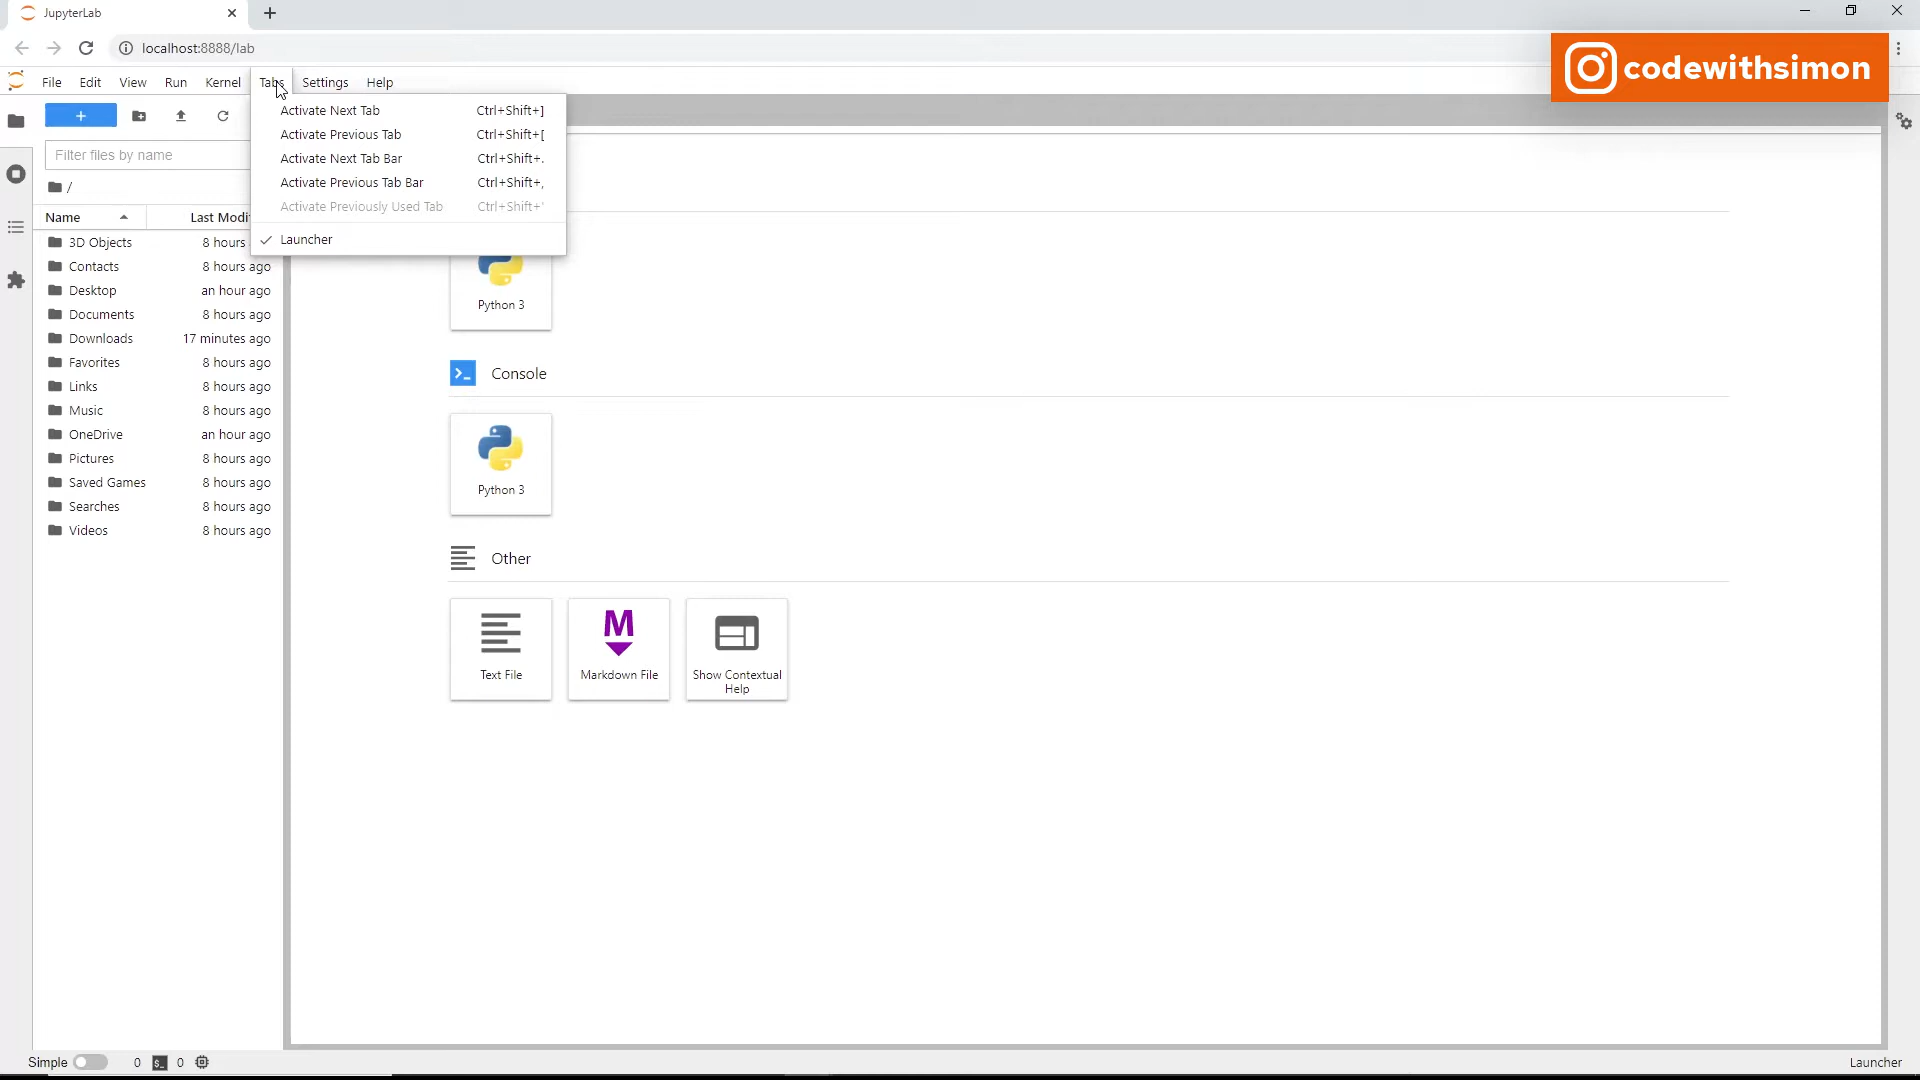 JupyterLab
localhost:8888/lab
codewithsimon
File Edit View Run Kernel Tabs Settings Help
Activate Next Tab Ctrl+Shift+]
Activate Previous Tab Ctrl+Shift+[
Activate Next Tab Bar Ctrl+Shift+.
Activate Previous Tab Bar Ctrl+Shift+,
Activate Previously Used Tab Ctrl+Shift+'
Launcher
Filter files by name
/
Name Last Modif
3D Objects 8 hours
Contacts 8 hours ago
Desktop an hour ago
Documents 8 hours ago
Downloads 17 minutes ago
Favorites 8 hours ago
Links 8 hours ago
Music 8 hours ago
OneDrive an hour ago
Pictures 8 hours ago
Saved Games 8 hours ago
Searches 8 hours ago
Videos 8 hours ago
Python 3
Console
Python 3
Other
Text File
Markdown File
Show Contextual
Help
Simple 0 0
Launcher